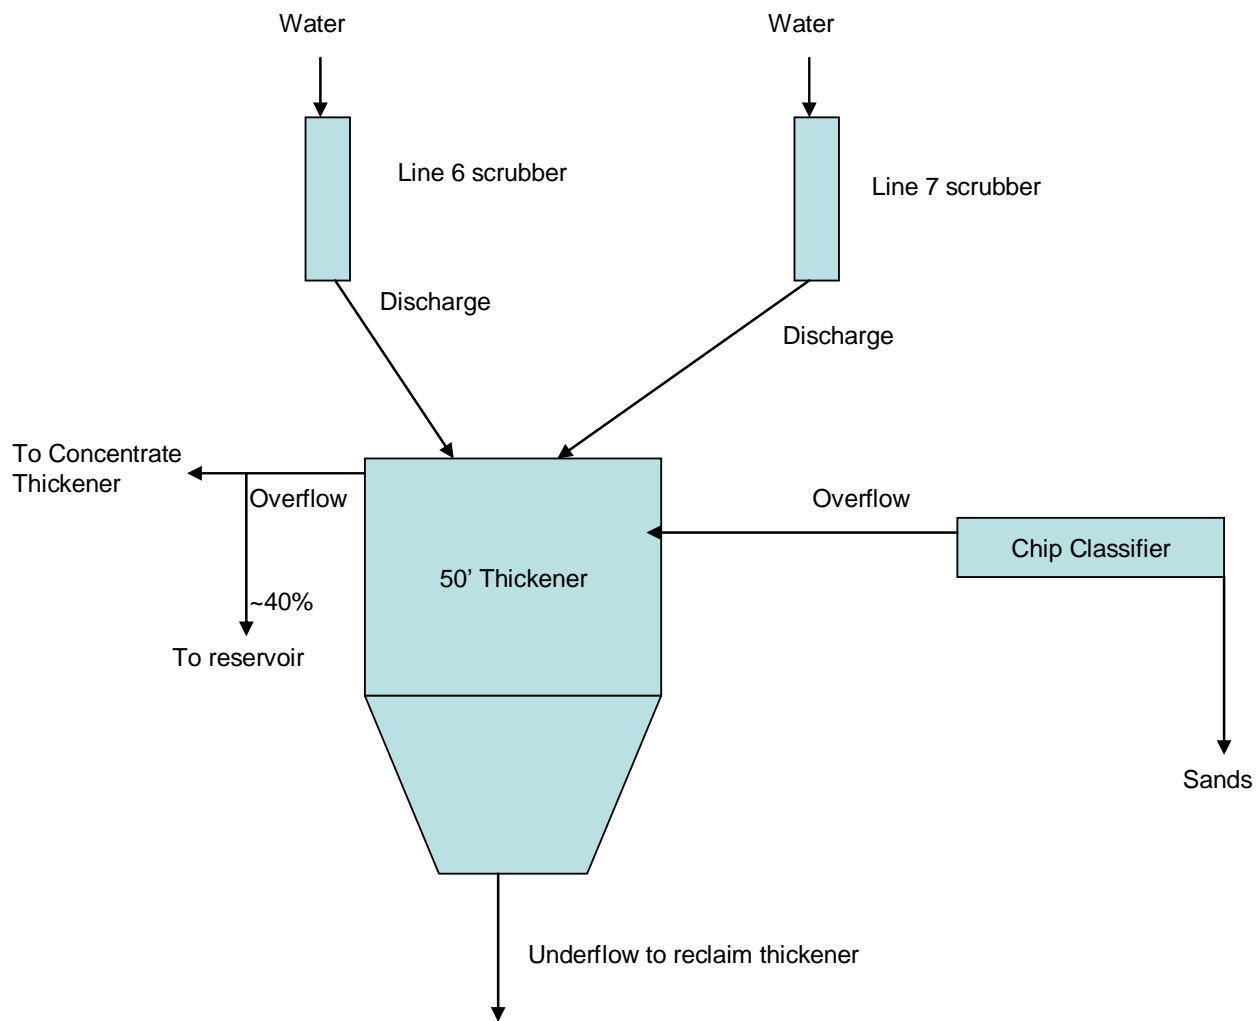 Water
Water
Line 6 scrubber
Line 7 scrubber
Discharge
Discharge
To Concentrate
Thickener
Overflow
Overflow
Chip Classifier
50’ Thickener
~40%
To reservoir
Sands
Underflow to reclaim thickener